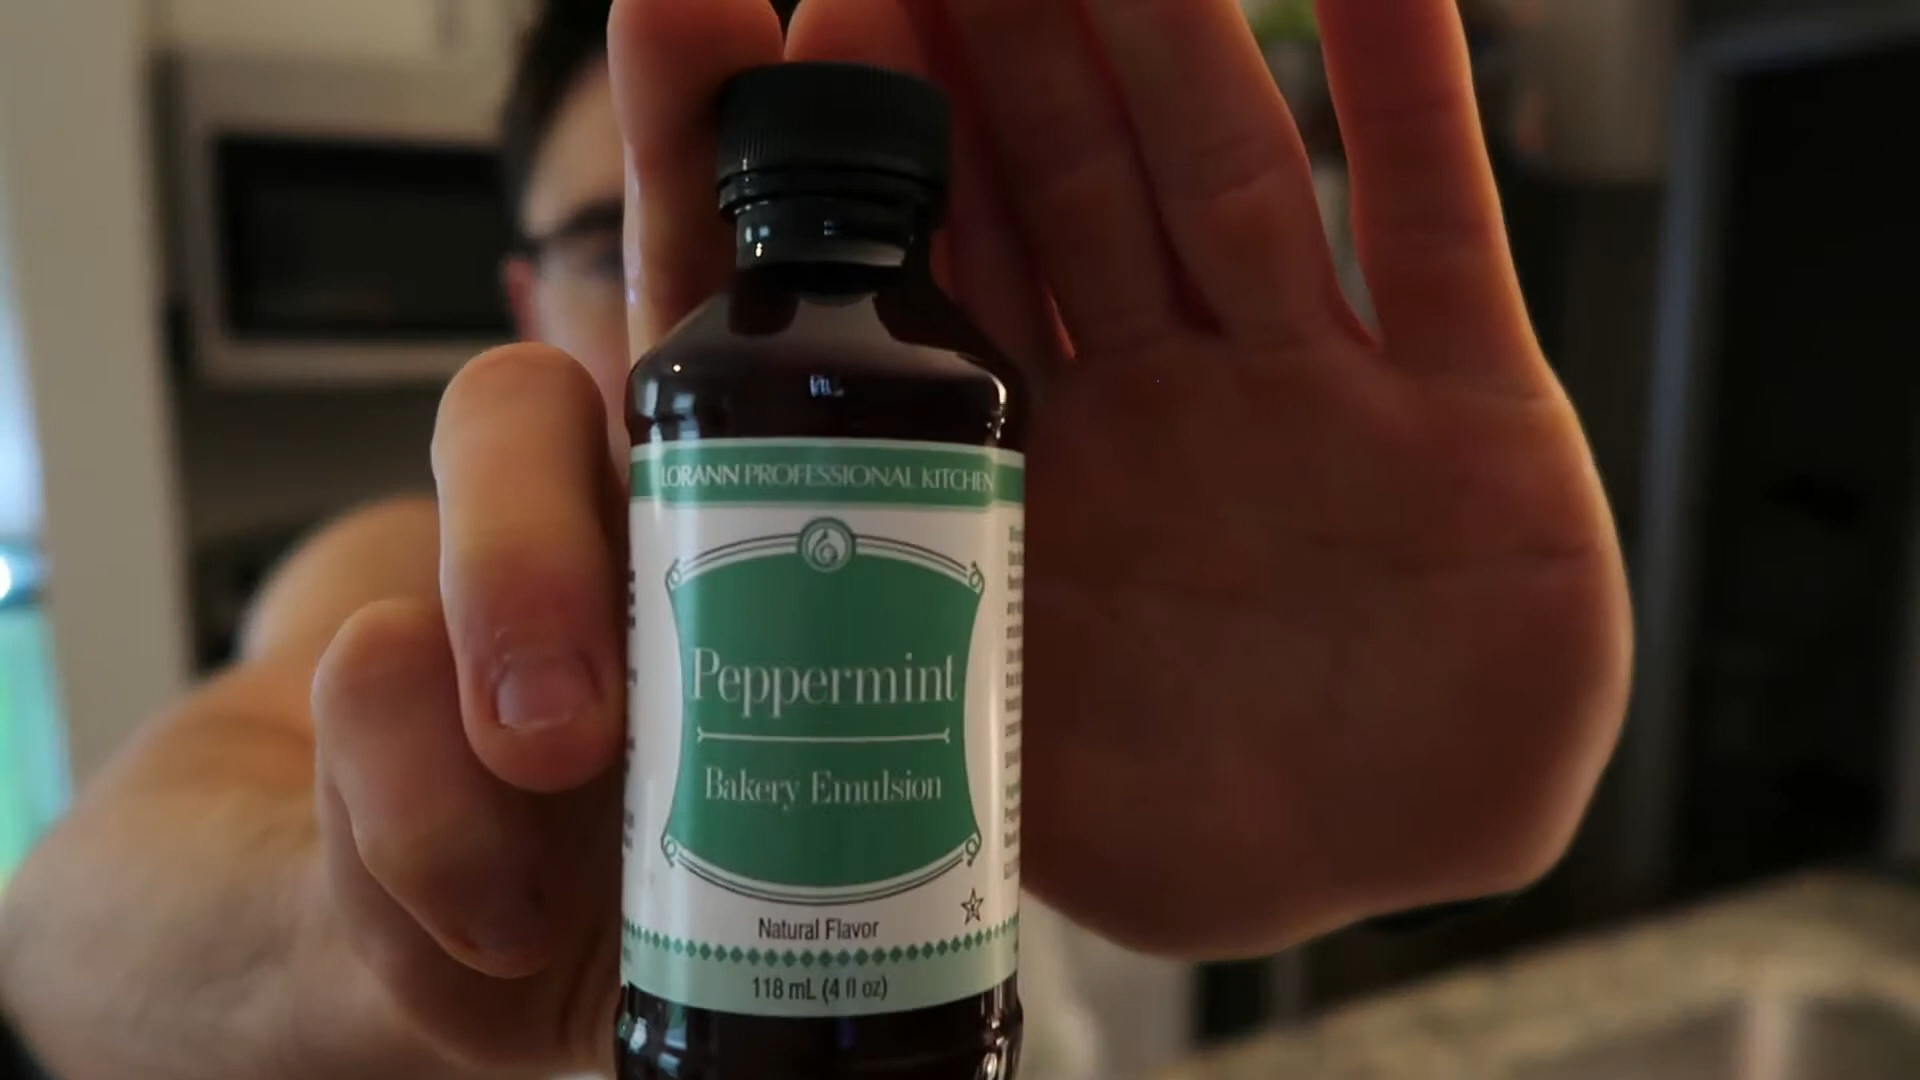 LORANN PROFESSIONAL KITCHEN
Peppermint
Bakery Emulsion
Natural Flavor
118 mL (4 fl oz)